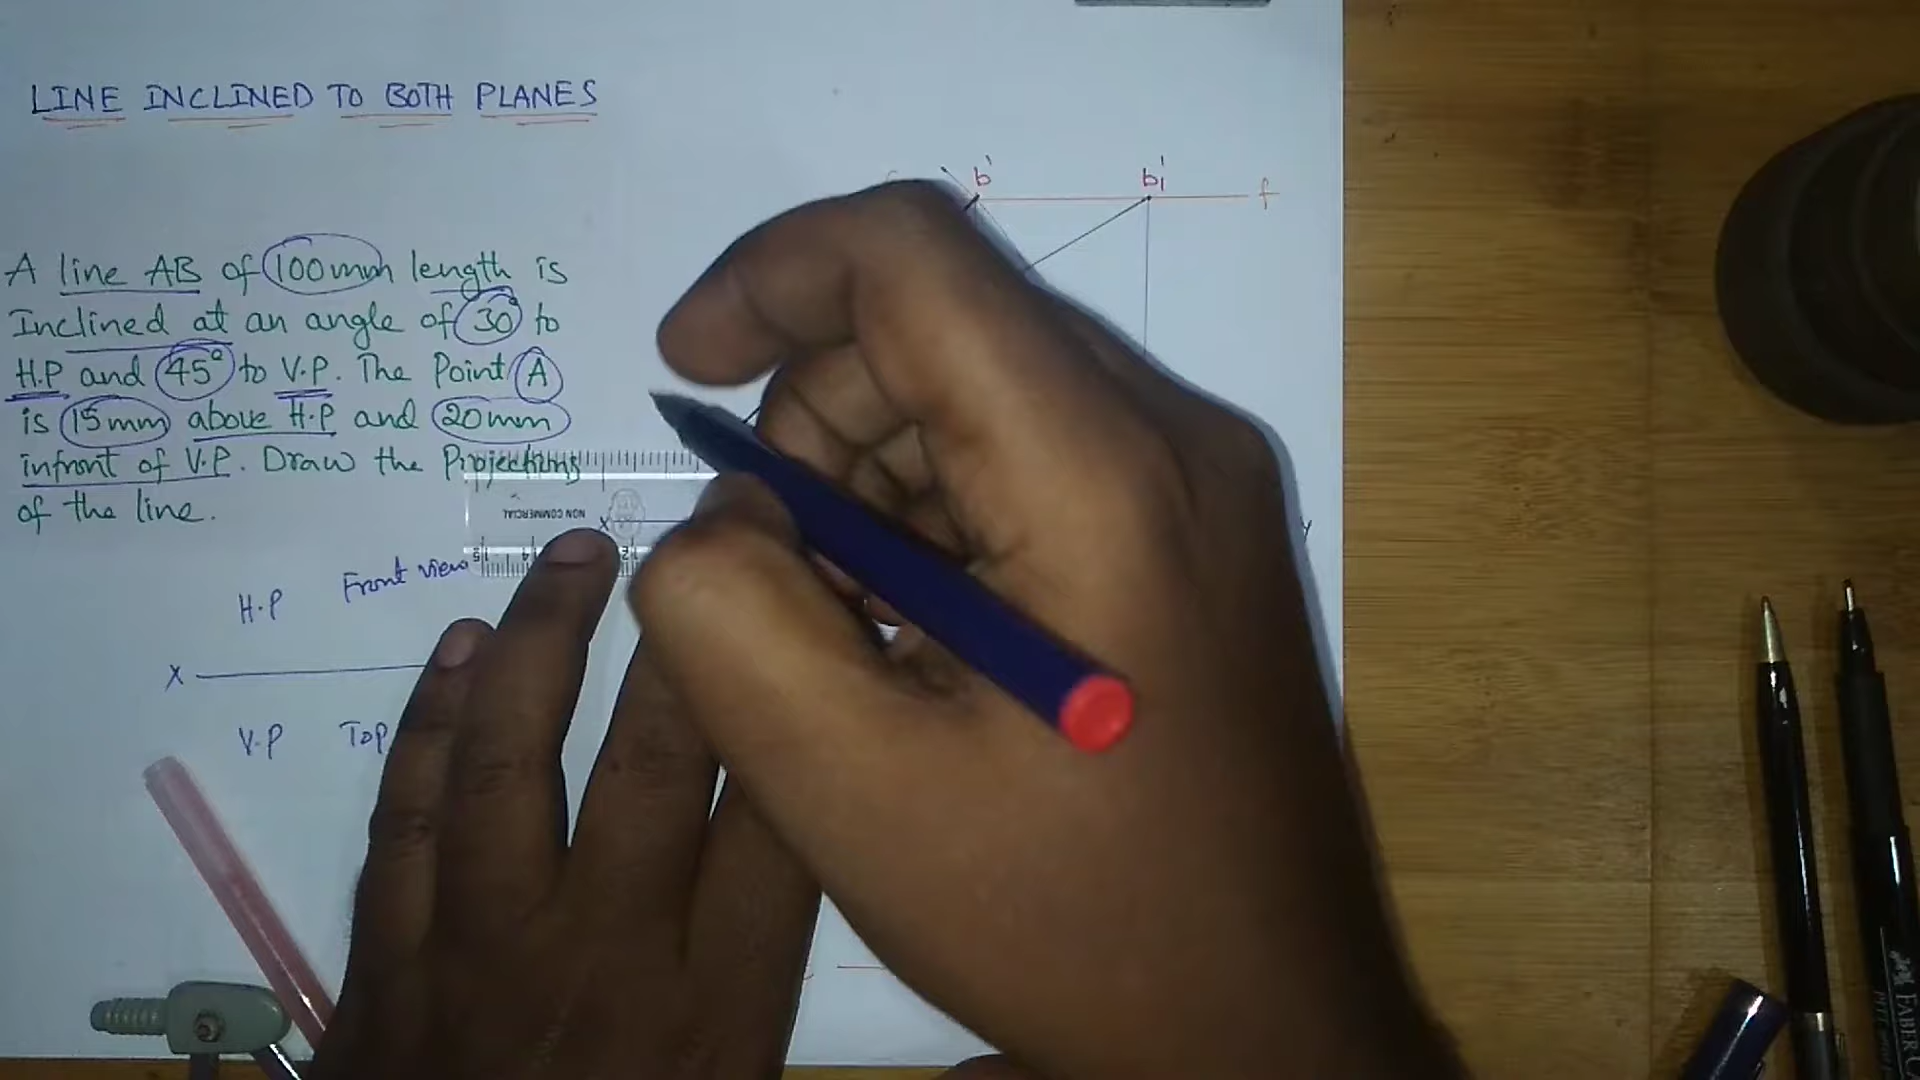 LINE INCLINED TO BOTH PLANES
b' b1' f
A line AB of 100mm length is
Inclined at an angle of 30° to
H.P and 45° to V.P. The Point A
is 15mm above H.P and 20mm
infront of V.P. Draw the Projections
of the line.
NON COMMERCIAL
X
Y
15
Front view
H.P
X
V.P Top
FABER